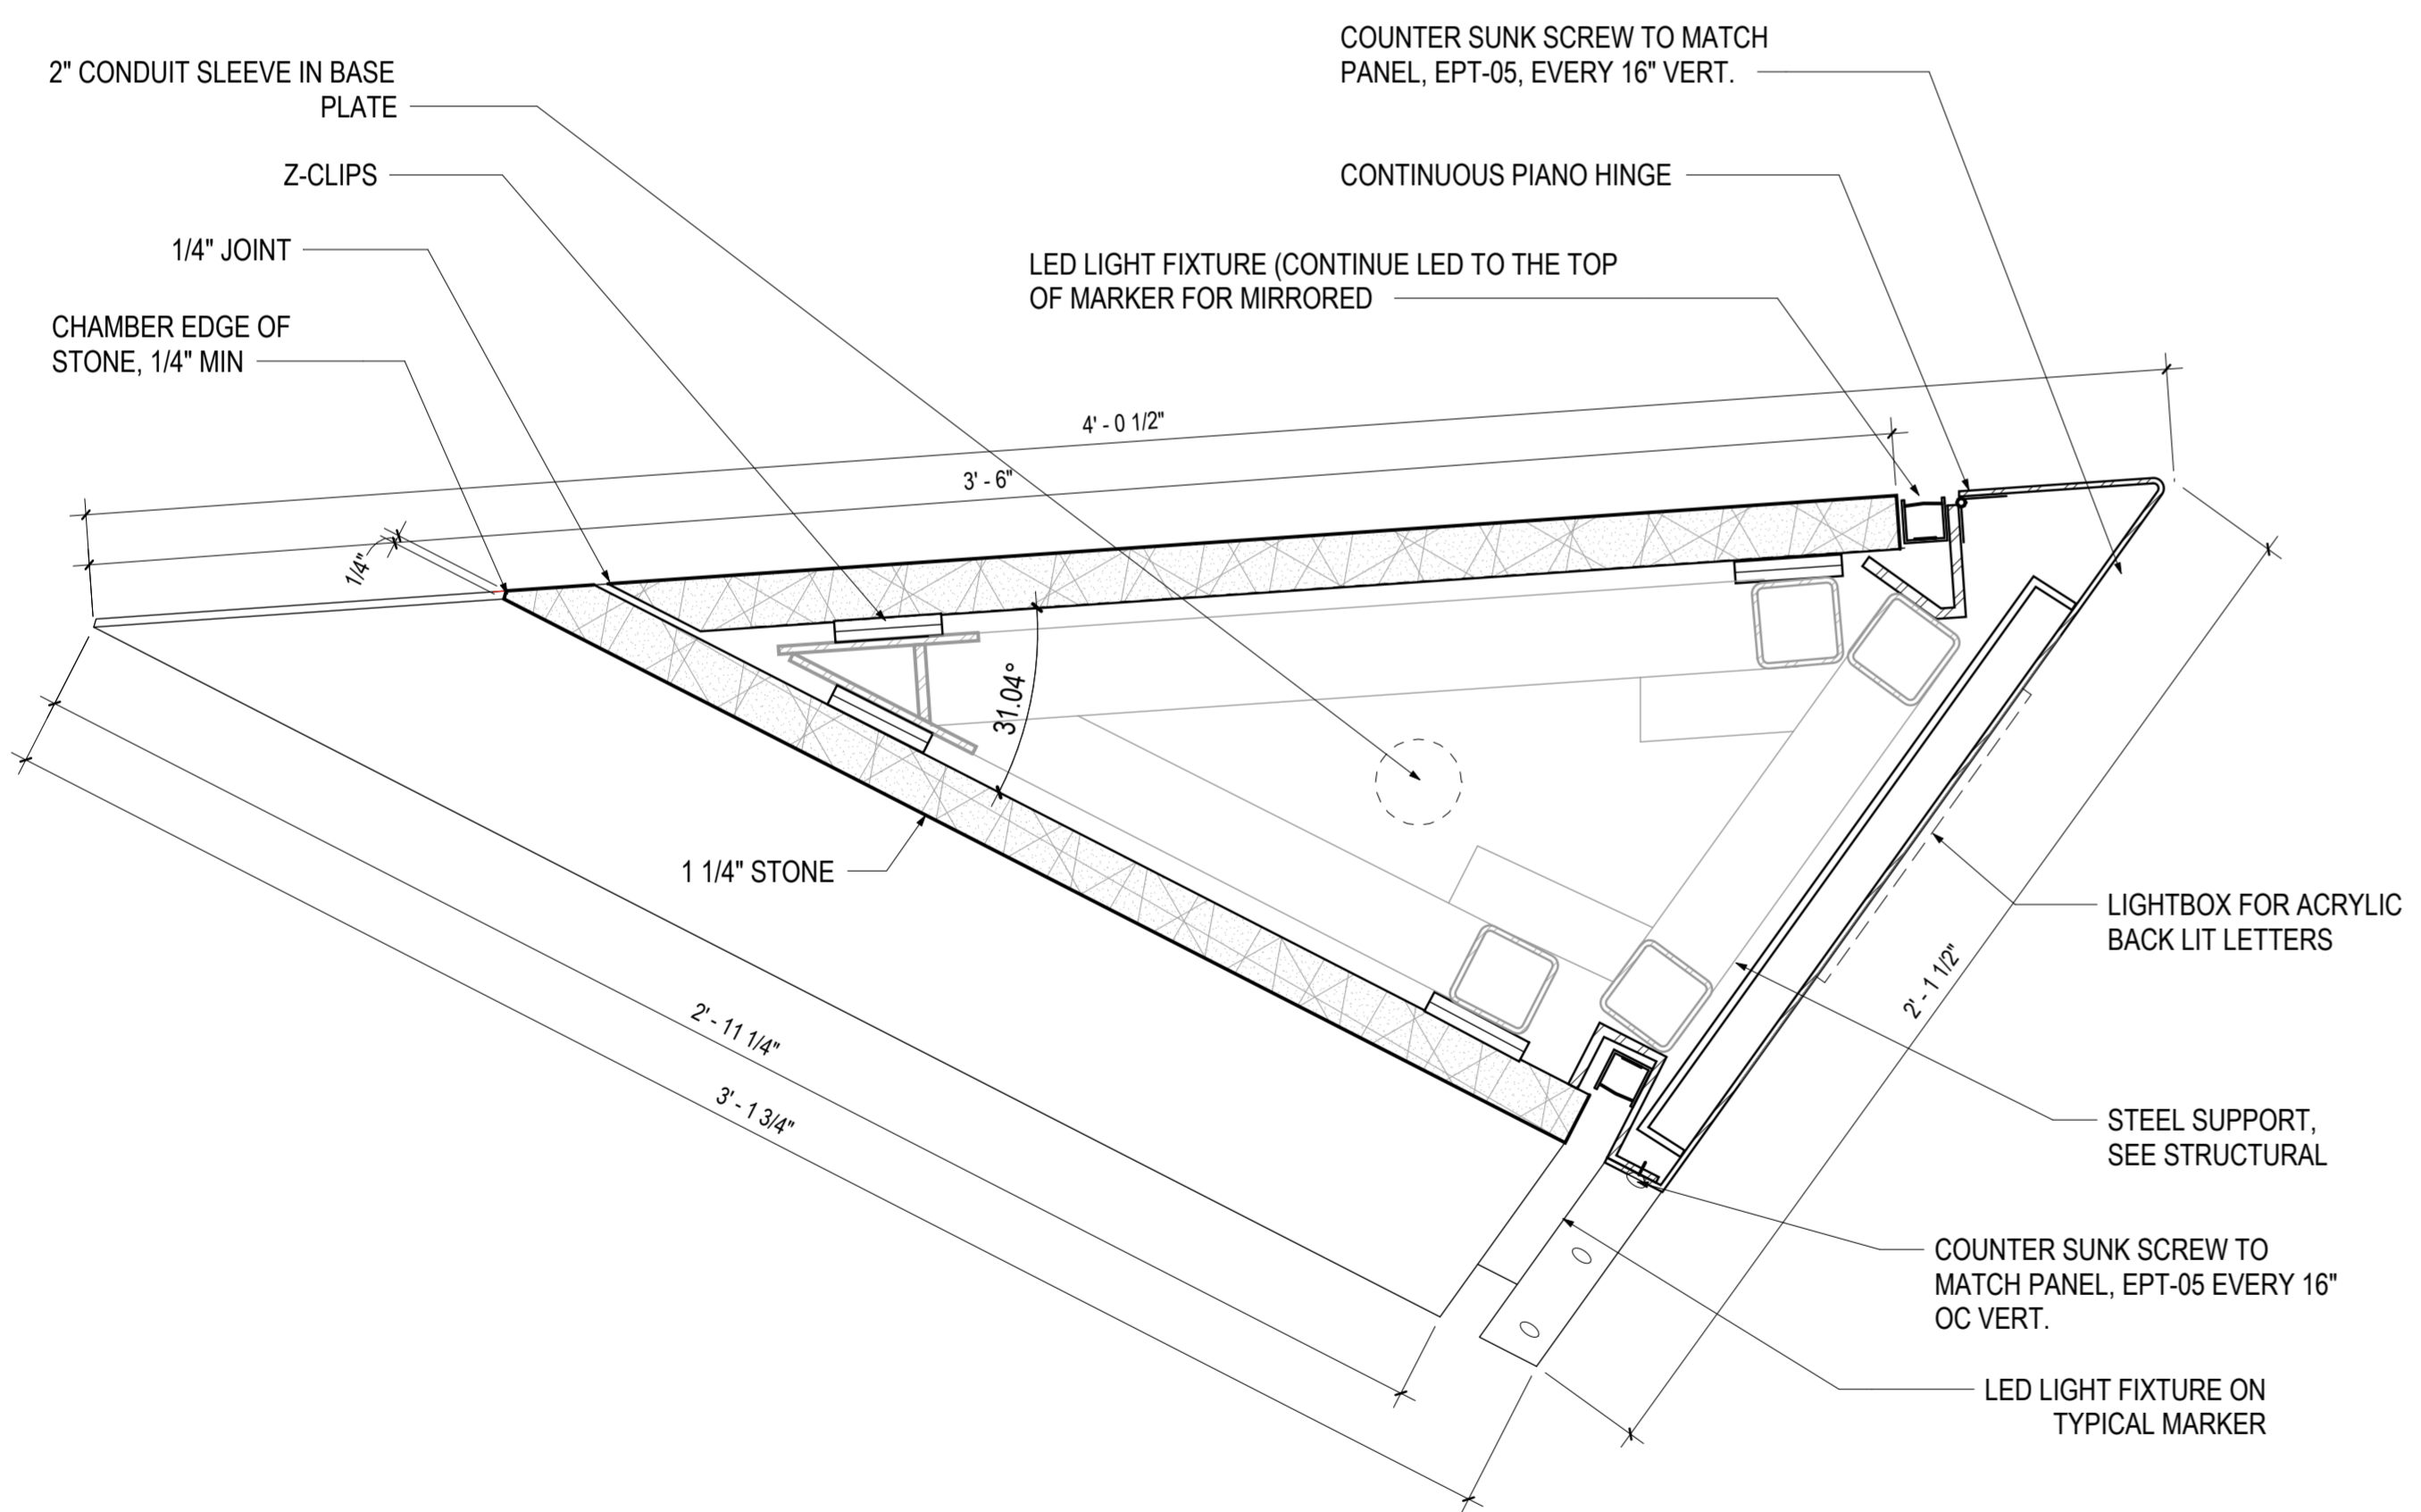 COUNTER SUNK SCREW TO MATCH
PANEL, EPT-05, EVERY 16" VERT.
2" CONDUIT SLEEVE IN BASE
PLATE
Z-CLIPS
CONTINUOUS PIANO HINGE
1/4" JOINT
LED LIGHT FIXTURE (CONTINUE LED TO THE TOP
OF MARKER FOR MIRRORED
CHAMBER EDGE OF
STONE, 1/4" MIN
4' - 0 1/2"
3' - 6"
1/4"
31.04°
1 1/4" STONE
LIGHTBOX FOR ACRYLIC
BACK LIT LETTERS
2' - 1 1/2"
2' - 11 1/4"
3' - 1 3/4"
STEEL SUPPORT,
SEE STRUCTURAL
COUNTER SUNK SCREW TO
MATCH PANEL, EPT-05 EVERY 16"
OC VERT.
LED LIGHT FIXTURE ON
TYPICAL MARKER